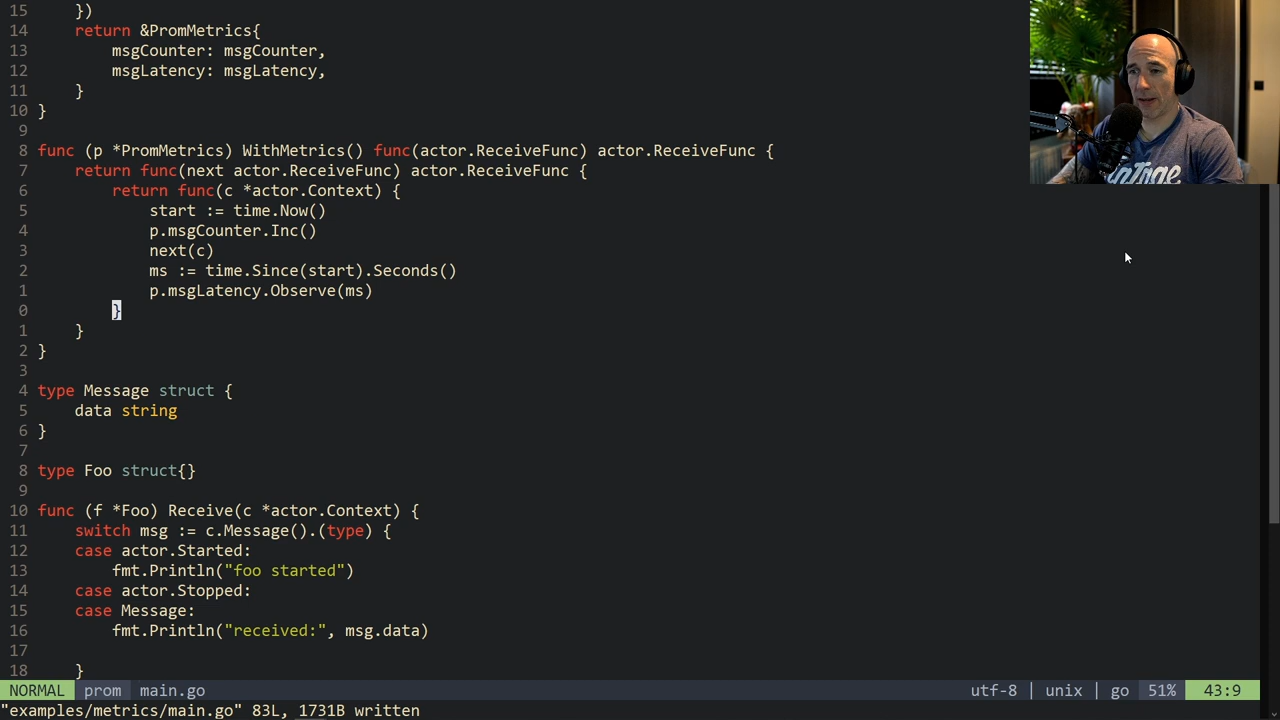 15     })
14     return &PromMetrics{
13         msgCounter: msgCounter,
12         msgLatency: msgLatency,
11     }
10 }
9
8 func (p *PromMetrics) WithMetrics() func(actor.ReceiveFunc) actor.ReceiveFunc {
7     return func(next actor.ReceiveFunc) actor.ReceiveFunc {
6         return func(c *actor.Context) {
5             start := time.Now()
4             p.msgCounter.Inc()
3             next(c)
2             ms := time.Since(start).Seconds()
1             p.msgLatency.Observe(ms)
0         }
1     }
2 }
3
4 type Message struct {
5     data string
6 }
7
8 type Foo struct{}
9
10 func (f *Foo) Receive(c *actor.Context) {
11     switch msg := c.Message().(type) {
12     case actor.Started:
13         fmt.Println("foo started")
14     case actor.Stopped:
15     case Message:
16         fmt.Println("received:", msg.data)
17
18     }
NORMAL prom main.go utf-8 | unix | go 51% 43:9
"examples/metrics/main.go" 83L, 1731B written